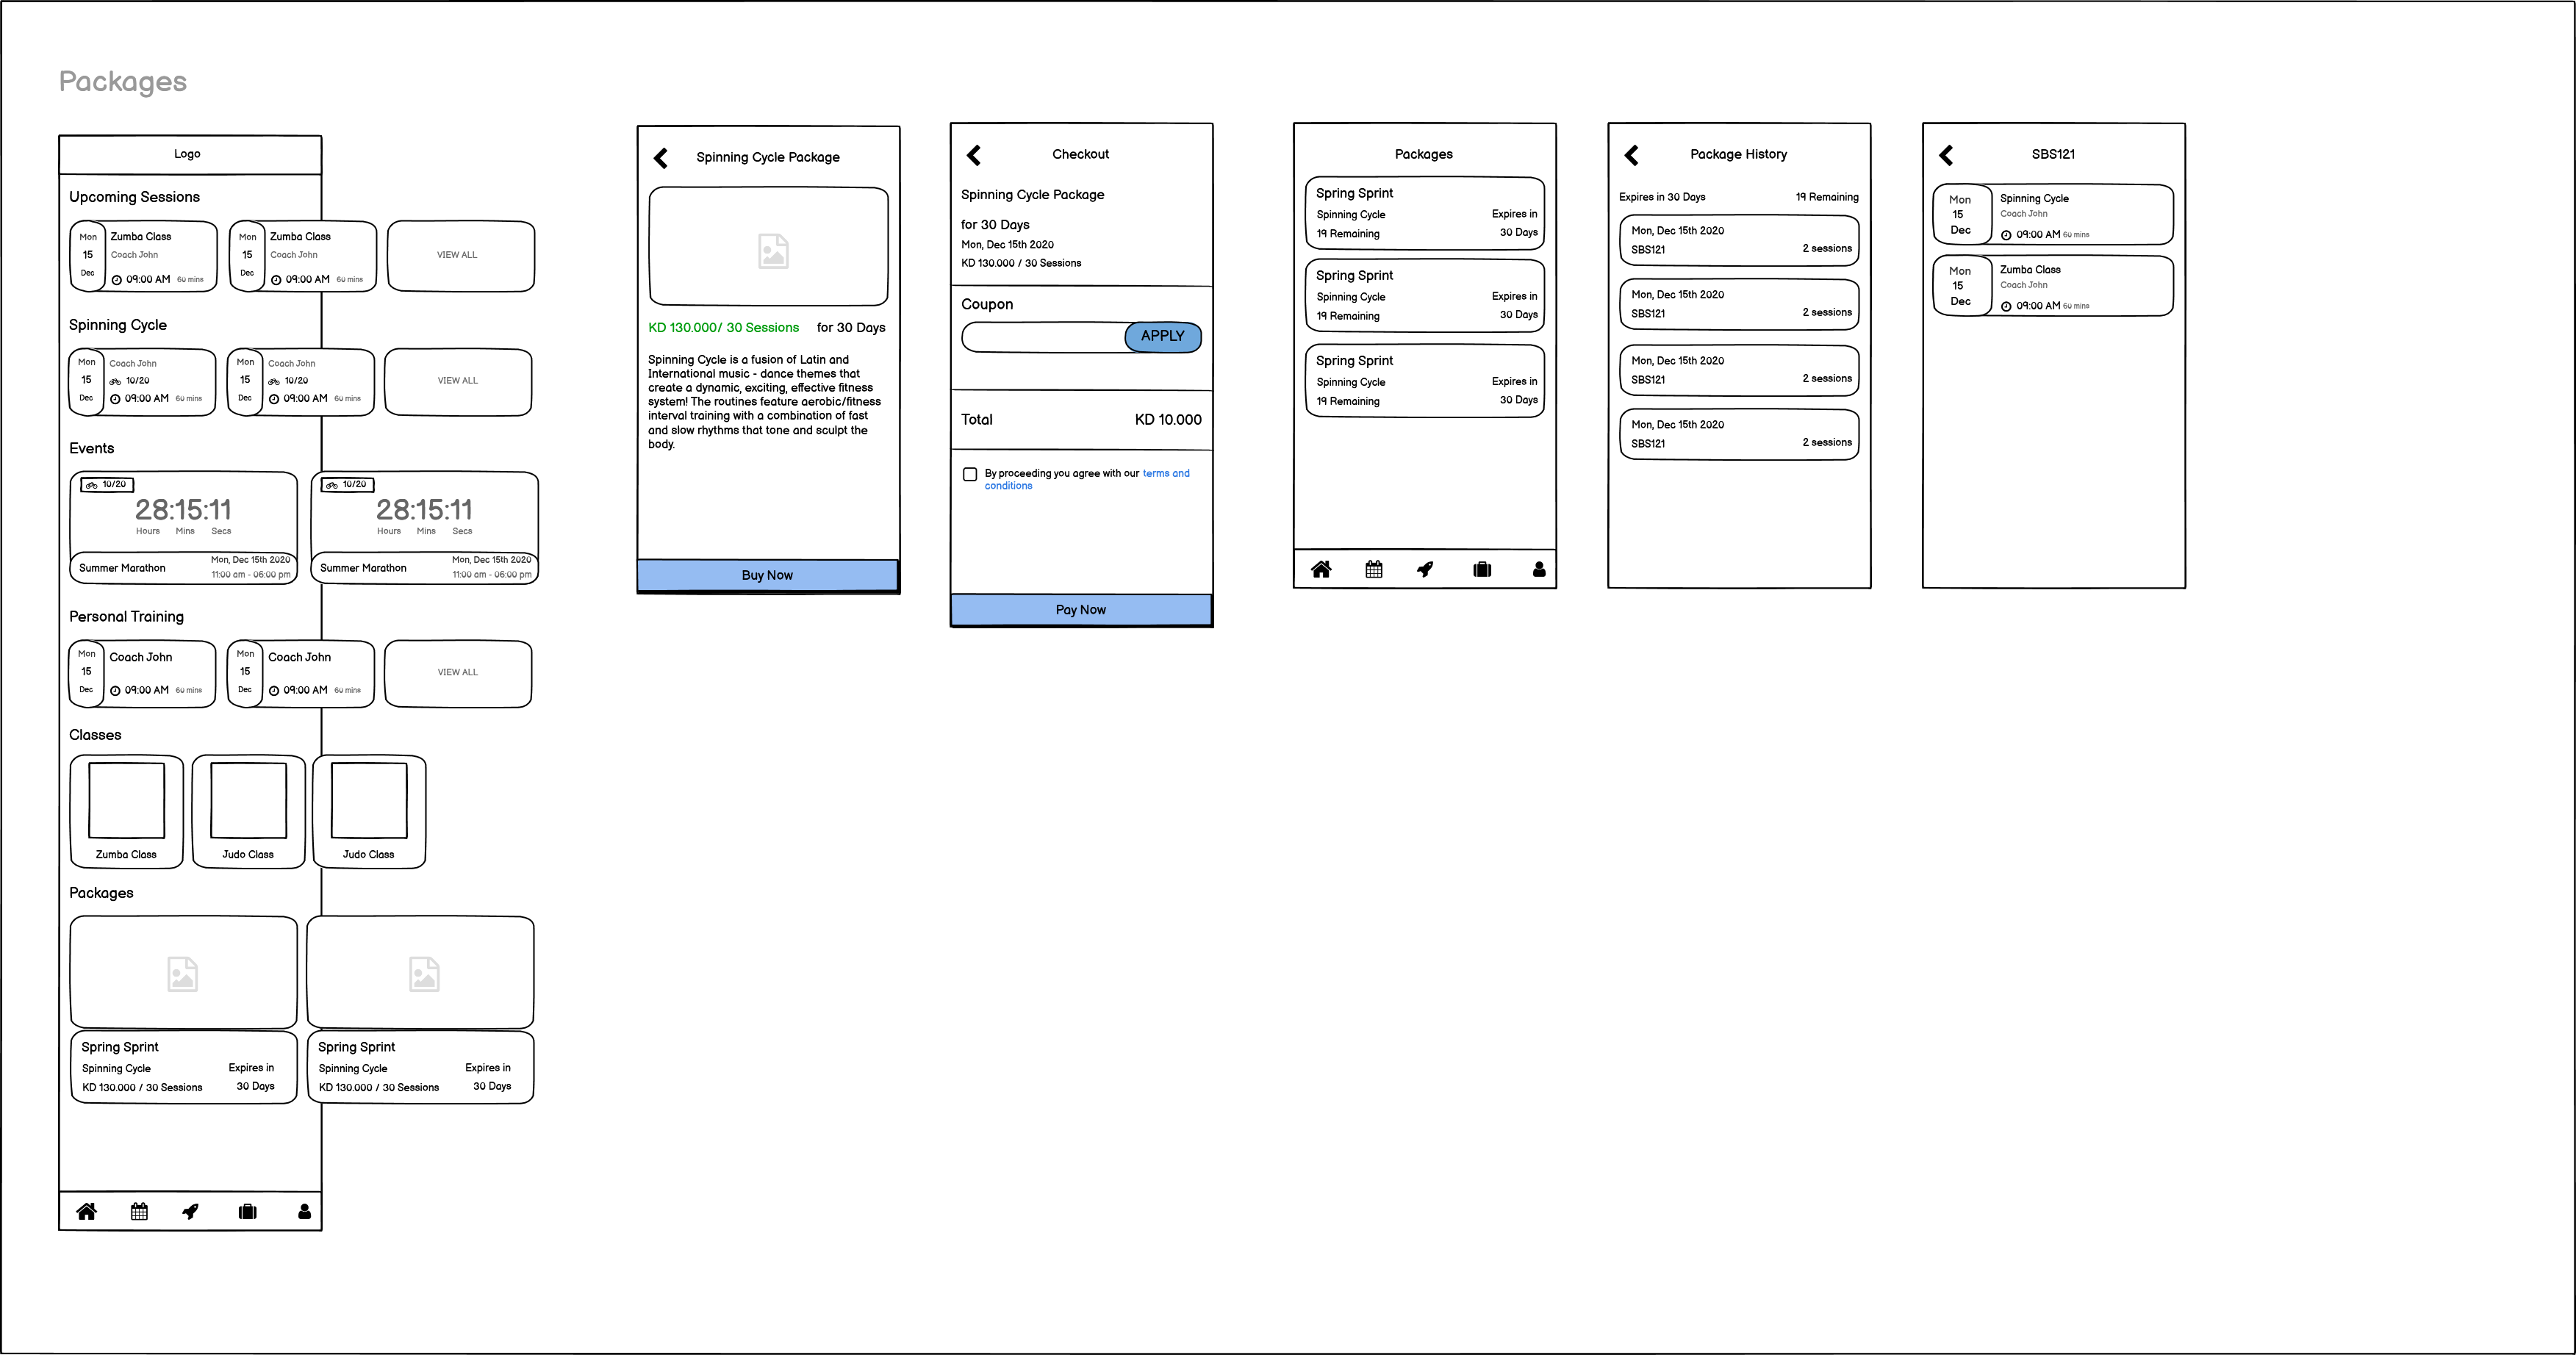 Packages
Logo
Upcoming Sessions
Mon
15
Dec
Zumba Class
Coach John
09:00 AM 60 mins
Mon
15
Dec
Zumba Class
Coach John
09:00 AM 60 mins
VIEW ALL
Spinning Cycle
Mon
15
Dec
Coach John
10/20
09:00 AM 60 mins
Mon
15
Dec
Coach John
10/20
09:00 AM 60 mins
VIEW ALL
Events
10/20
28:15:11
Hours Mins Secs
Summer Marathon
Mon, Dec 15th 2020
11:00 am - 06:00 pm
10/20
28:15:11
Hours Mins Secs
Summer Marathon
Mon, Dec 15th 2020
11:00 am - 06:00 pm
Personal Training
Mon
15
Dec
Coach John
09:00 AM 60 mins
Mon
15
Dec
Coach John
09:00 AM 60 mins
VIEW ALL
Classes
Zumba Class
Judo Class
Judo Class
Packages
Spring Sprint
Spinning Cycle
KD 130.000 / 30 Sessions
Expires in
30 Days
Spring Sprint
Spinning Cycle
KD 130.000 / 30 Sessions
Expires in
30 Days
Spinning Cycle Package
KD 130.000/ 30 Sessions for 30 Days
Spinning Cycle is a fusion of Latin and
International music - dance themes that
create a dynamic, exciting, effective fitness
system! The routines feature aerobic/fitness
interval training with a combination of fast
and slow rhythms that tone and sculpt the
body.
Buy Now
Checkout
Spinning Cycle Package
for 30 Days
Mon, Dec 15th 2020
KD 130.000 / 30 Sessions
Coupon
APPLY
Total KD 10.000
By proceeding you agree with our terms and
conditions
Pay Now
Packages
Spring Sprint
Spinning Cycle Expires in
19 Remaining 30 Days
Spring Sprint
Spinning Cycle Expires in
19 Remaining 30 Days
Spring Sprint
Spinning Cycle Expires in
19 Remaining 30 Days
Package History
Expires in 30 Days 19 Remaining
Mon, Dec 15th 2020
SBS121 2 sessions
Mon, Dec 15th 2020
SBS121 2 sessions
Mon, Dec 15th 2020
SBS121 2 sessions
Mon, Dec 15th 2020
SBS121 2 sessions
SBS121
Mon
15
Dec
Spinning Cycle
Coach John
09:00 AM 60 mins
Mon
15
Dec
Zumba Class
Coach John
09:00 AM 60 mins